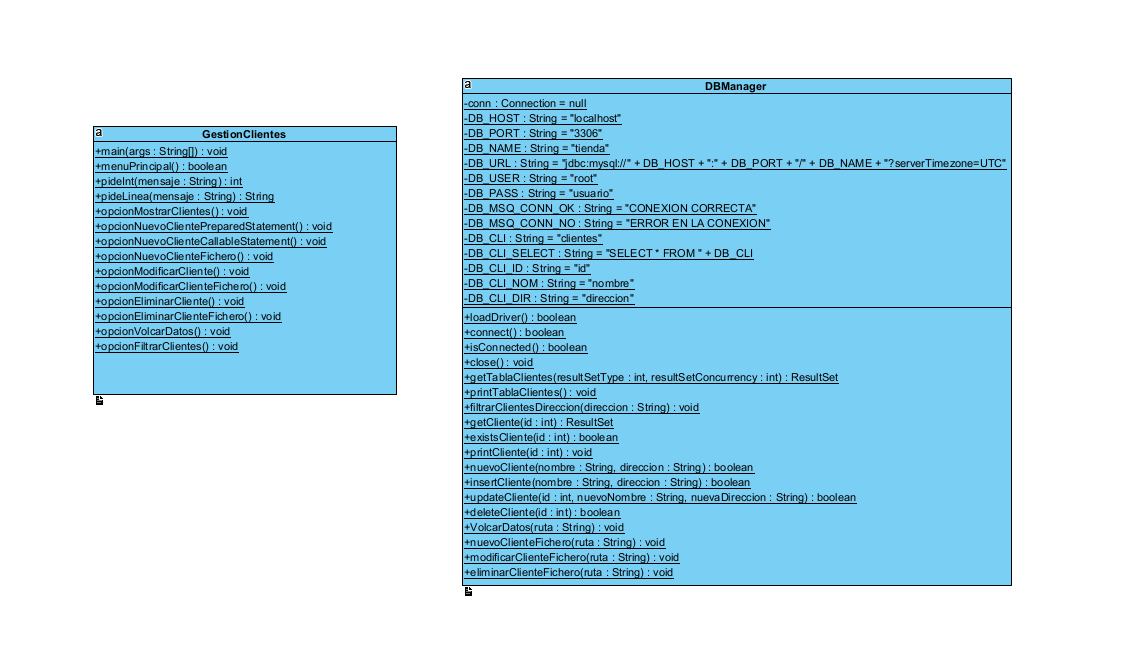 a
GestionClientes
+main(args : String[]) : void
+menuPrincipal() : boolean
+pideInt(mensaje : String) : int
+pideLinea(mensaje : String) : String
+opcionMostrarClientes() : void
+opcionNuevoClientePreparedStatement() : void
+opcionNuevoClienteCallableStatement() : void
+opcionNuevoClienteFichero() : void
+opcionModificarCliente() : void
+opcionModificarClienteFichero() : void
+opcionEliminarCliente() : void
+opcionEliminarClienteFichero() : void
+opcionVolcarDatos() : void
+opcionFiltrarClientes() : void
a
DBManager
-conn : Connection = null
-DB_HOST : String = "localhost"
-DB_PORT : String = "3306"
-DB_NAME : String = "tienda"
-DB_URL : String = "jdbc:mysql://" + DB_HOST + ":" + DB_PORT + "/" + DB_NAME + "?serverTimezone=UTC"
-DB_USER : String = "root"
-DB_PASS : String = "usuario"
-DB_MSQ_CONN_OK : String = "CONEXION CORRECTA"
-DB_MSQ_CONN_NO : String = "ERROR EN LA CONEXION"
-DB_CLI : String = "clientes"
-DB_CLI_SELECT : String = "SELECT * FROM " + DB_CLI
-DB_CLI_ID : String = "id"
-DB_CLI_NOM : String = "nombre"
-DB_CLI_DIR : String = "direccion"
+loadDriver() : boolean
+connect() : boolean
+isConnected() : boolean
+close() : void
+getTablaClientes(resultSetType : int, resultSetConcurrency : int) : ResultSet
+printTablaClientes() : void
+filtrarClientesDireccion(direccion : String) : void
+getCliente(id : int) : ResultSet
+existsCliente(id : int) : boolean
+printCliente(id : int) : void
+nuevoCliente(nombre : String, direccion : String) : boolean
+insertCliente(nombre : String, direccion : String) : boolean
+updateCliente(id : int, nuevoNombre : String, nuevaDireccion : String) : boolean
+deleteCliente(id : int) : boolean
+VolcarDatos(ruta : String) : void
+nuevoClienteFichero(ruta : String) : void
+modificarClienteFichero(ruta : String) : void
+eliminarClienteFichero(ruta : String) : void